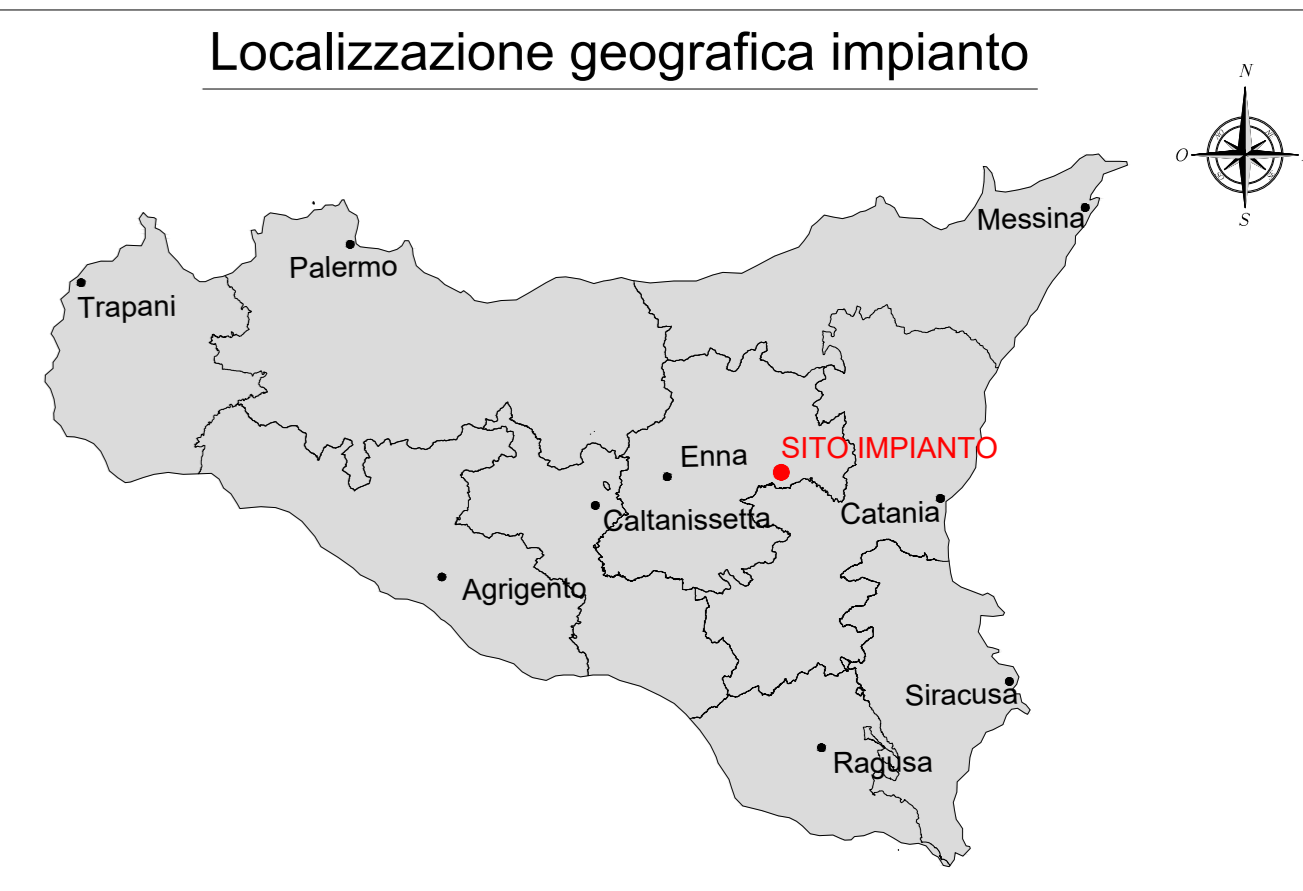 Localizzazione geografica impianto
N
O
S
Messina
Palermo
Trapani
SITO IMPIANTO
Enna
Catania
Caltanissetta
Agrigento
Siracusa
Ragusa